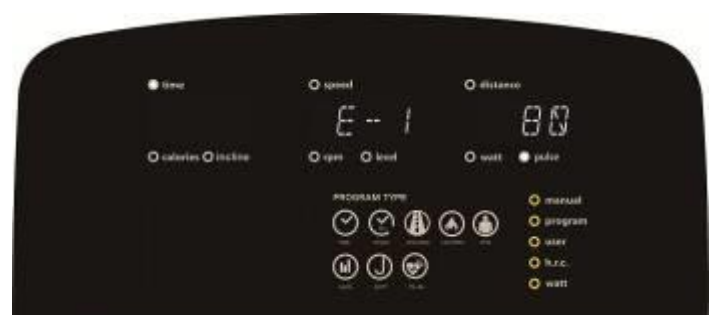 time speed distance
E--1 80
calories incline rpm level watt pulse
PROGRAM TYPE
manual
program
user
h.r.c.
watt